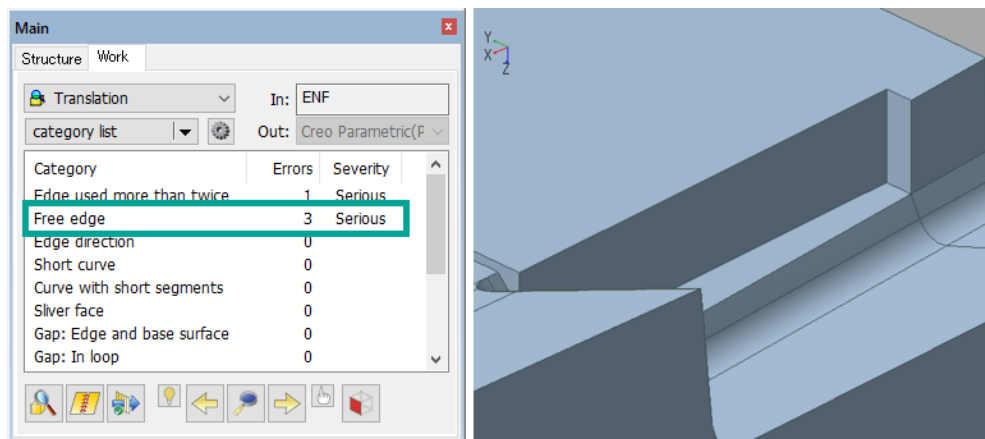 Main
Structure Work
Translation In: ENF
category list Out: Creo Parametric(P
Category Errors Severity
Edge used more than twice 1 Serious
Free edge 3 Serious
Edge direction 0
Short curve 0
Curve with short segments 0
Sliver face 0
Gap: Edge and base surface 0
Gap: In loop 0
Y
X
Z